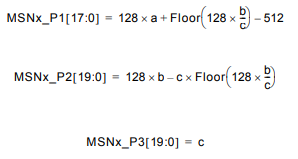 MSNx_P1[17:0] = 128 × a + Floor(128 × b/c) – 512
MSNx_P2[19:0] = 128 × b – c × Floor(128 × b/c)
MSNx_P3[19:0] = c